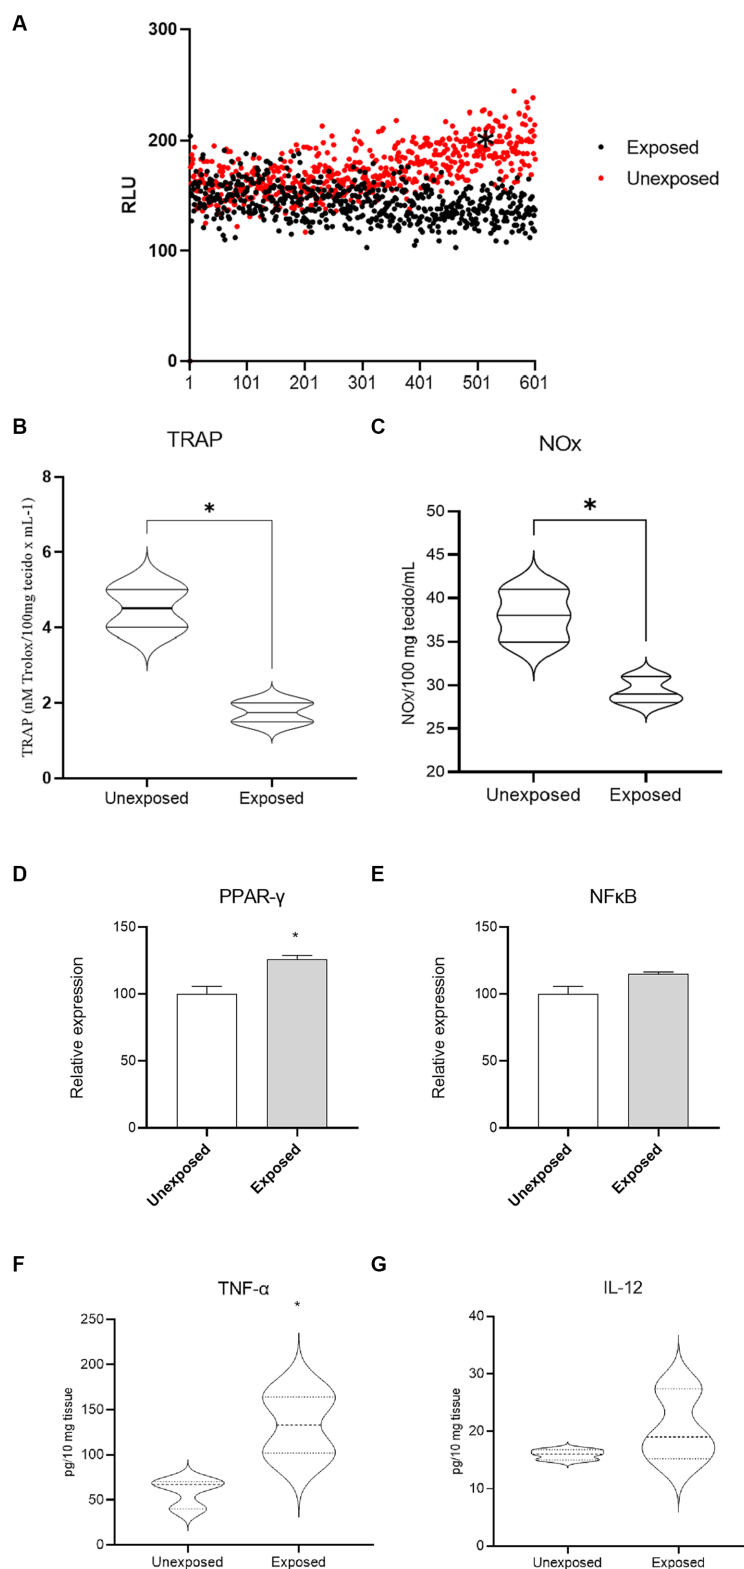 A
300
200
100
0
RLU
*
1 101 201 301 401 501 601
Exposed
Unexposed
B
TRAP
TRAP (nM Trolox/100mg tecido x mL-1)
8
6
4
2
0
*
Unexposed Exposed
C
NOx
NOx/100 mg tecido/mL
50
45
40
35
30
25
20
*
Unexposed Exposed
D
PPAR-γ
Relative expression
150
100
50
0
*
Unexposed
Exposed
E
NFκB
Relative expression
150
100
50
0
Unexposed
Exposed
F
TNF-α
pg/10 mg tissue
250
200
150
100
50
0
*
Unexposed Exposed
G
IL-12
pg/10 mg tissue
40
30
20
10
0
Unexposed Exposed